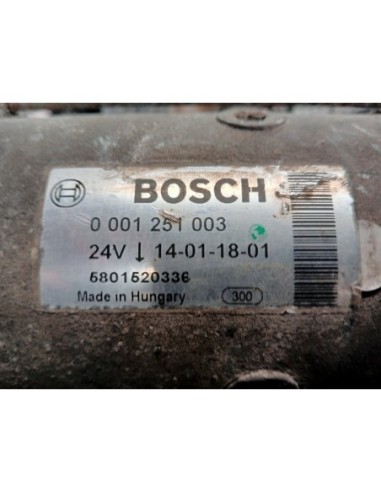 BOSCH
0 001 251 003
24V ↓ 14-01-18-01
5801520336
Made in Hungary 300